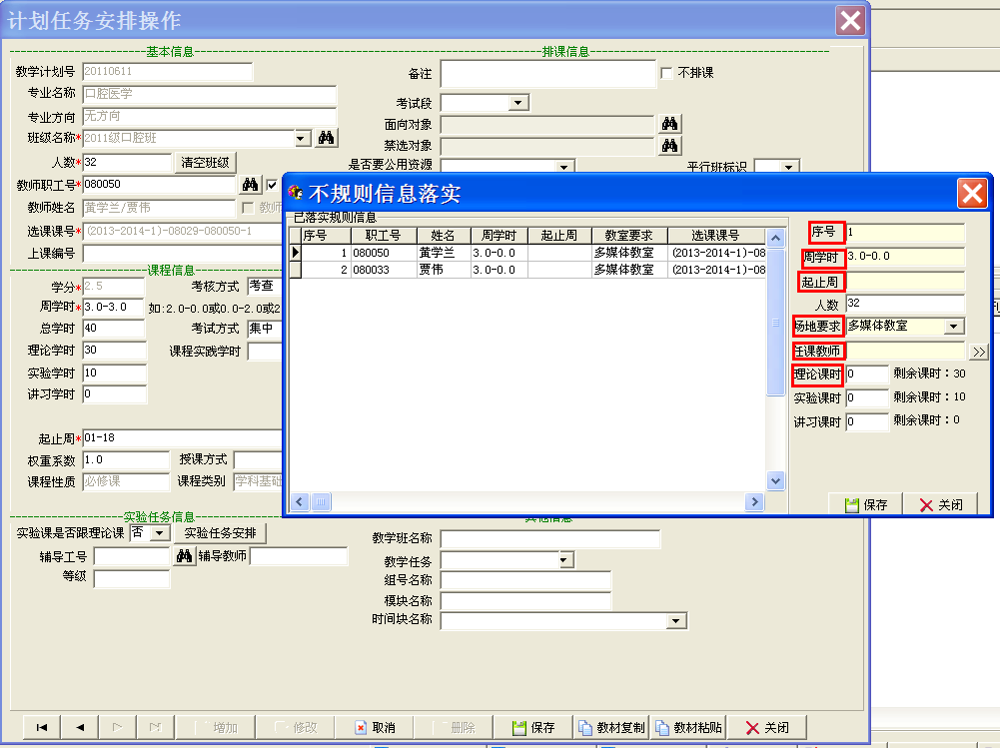 计划任务安排操作
基本信息
排课信息
教学计划号 20110611
备注
不排课
专业名称 口腔医学
考试段
专业方向 无方向
面向对象
班级名称* 2011级口腔班
禁选对象
人数* 32 清空班级
是否要公用资源
平行班标识
教师职工号* 080050
教师姓名 黄学兰/贾伟
教师
选课课号* (2013-2014-1)-08029-080050-1
上课编号
课程信息
学分* 2.5
考核方式 考查
周学时* 3.0-3.0 如:2.0-0.0或0.0-2.0或2
总学时 40
考试方式 集中
理论学时 30
课程实践学时
实验学时 10
讲习学时 0
起止周* 01-18
权重系数 1.0
授课方式
课程性质 必修课
课程类别 学科基础
实验任务信息
其他信息
实验课是否跟理论课 否 实验任务安排
辅导工号
辅导教师
等级
教学班名称
教学任务
组号名称
模块名称
时间块名称
增加 修改 取消 删除 保存 教材复制 教材粘贴 关闭
不规则信息落实
已落实规则信息
序号 职工号 姓名 周学时 起止周 教室要求 选课课号
1 080050 黄学兰 3.0-0.0 多媒体教室 (2013-2014-1)-08
2 080033 贾伟 3.0-0.0 多媒体教室 (2013-2014-1)-08
序号 1
周学时 3.0-0.0
起止周
人数 32
场地要求 多媒体教室
任课教师 >>
理论课时 0 剩余课时：30
实验课时 0 剩余课时：10
讲习课时 0 剩余课时：0
保存 关闭